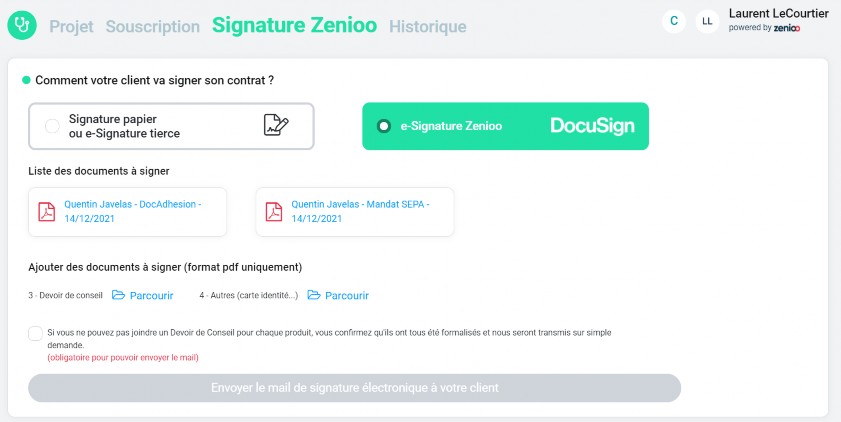 Projet Souscription Signature Zenioo Historique
C LL Laurent LeCourtier
powered by zenioo
Comment votre client va signer son contrat ?
Signature papier
ou e-Signature tierce
e-Signature Zenioo DocuSign
Liste des documents à signer
Quentin Javelas - DocAdhesion -
14/12/2021
Quentin Javelas - Mandat SEPA -
14/12/2021
Ajouter des documents à signer (format pdf uniquement)
3 - Devoir de conseil Parcourir 4 - Autres (carte identité...) Parcourir
Si vous ne pouvez pas joindre un Devoir de Conseil pour chaque produit, vous confirmez qu'ils ont tous été formalisés et nous seront transmis sur simple
demande.
(obligatoire pour pouvoir envoyer le mail)
Envoyer le mail de signature électronique à votre client